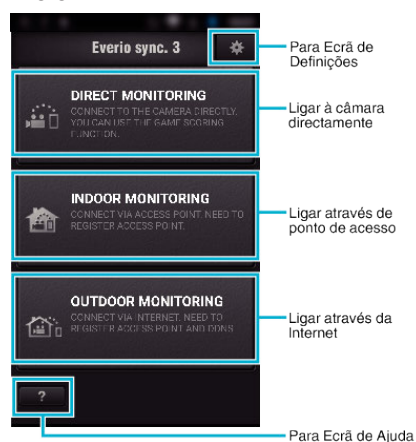 Everio sync. 3
Para Ecrã de
Definições
DIRECT MONITORING
CONNECT TO THE CAMERA DIRECTLY.
YOU CAN USE THE GAME SCORING
FUNCTION.
Ligar à câmara
directamente
INDOOR MONITORING
CONNECT VIA ACCESS POINT. NEED TO
REGISTER ACCESS POINT.
Ligar através de
ponto de acesso
OUTDOOR MONITORING
CONNECT VIA INTERNET. NEED TO
REGISTER ACCESS POINT AND DDNS
Ligar através da
Internet
?
Para Ecrã de Ajuda